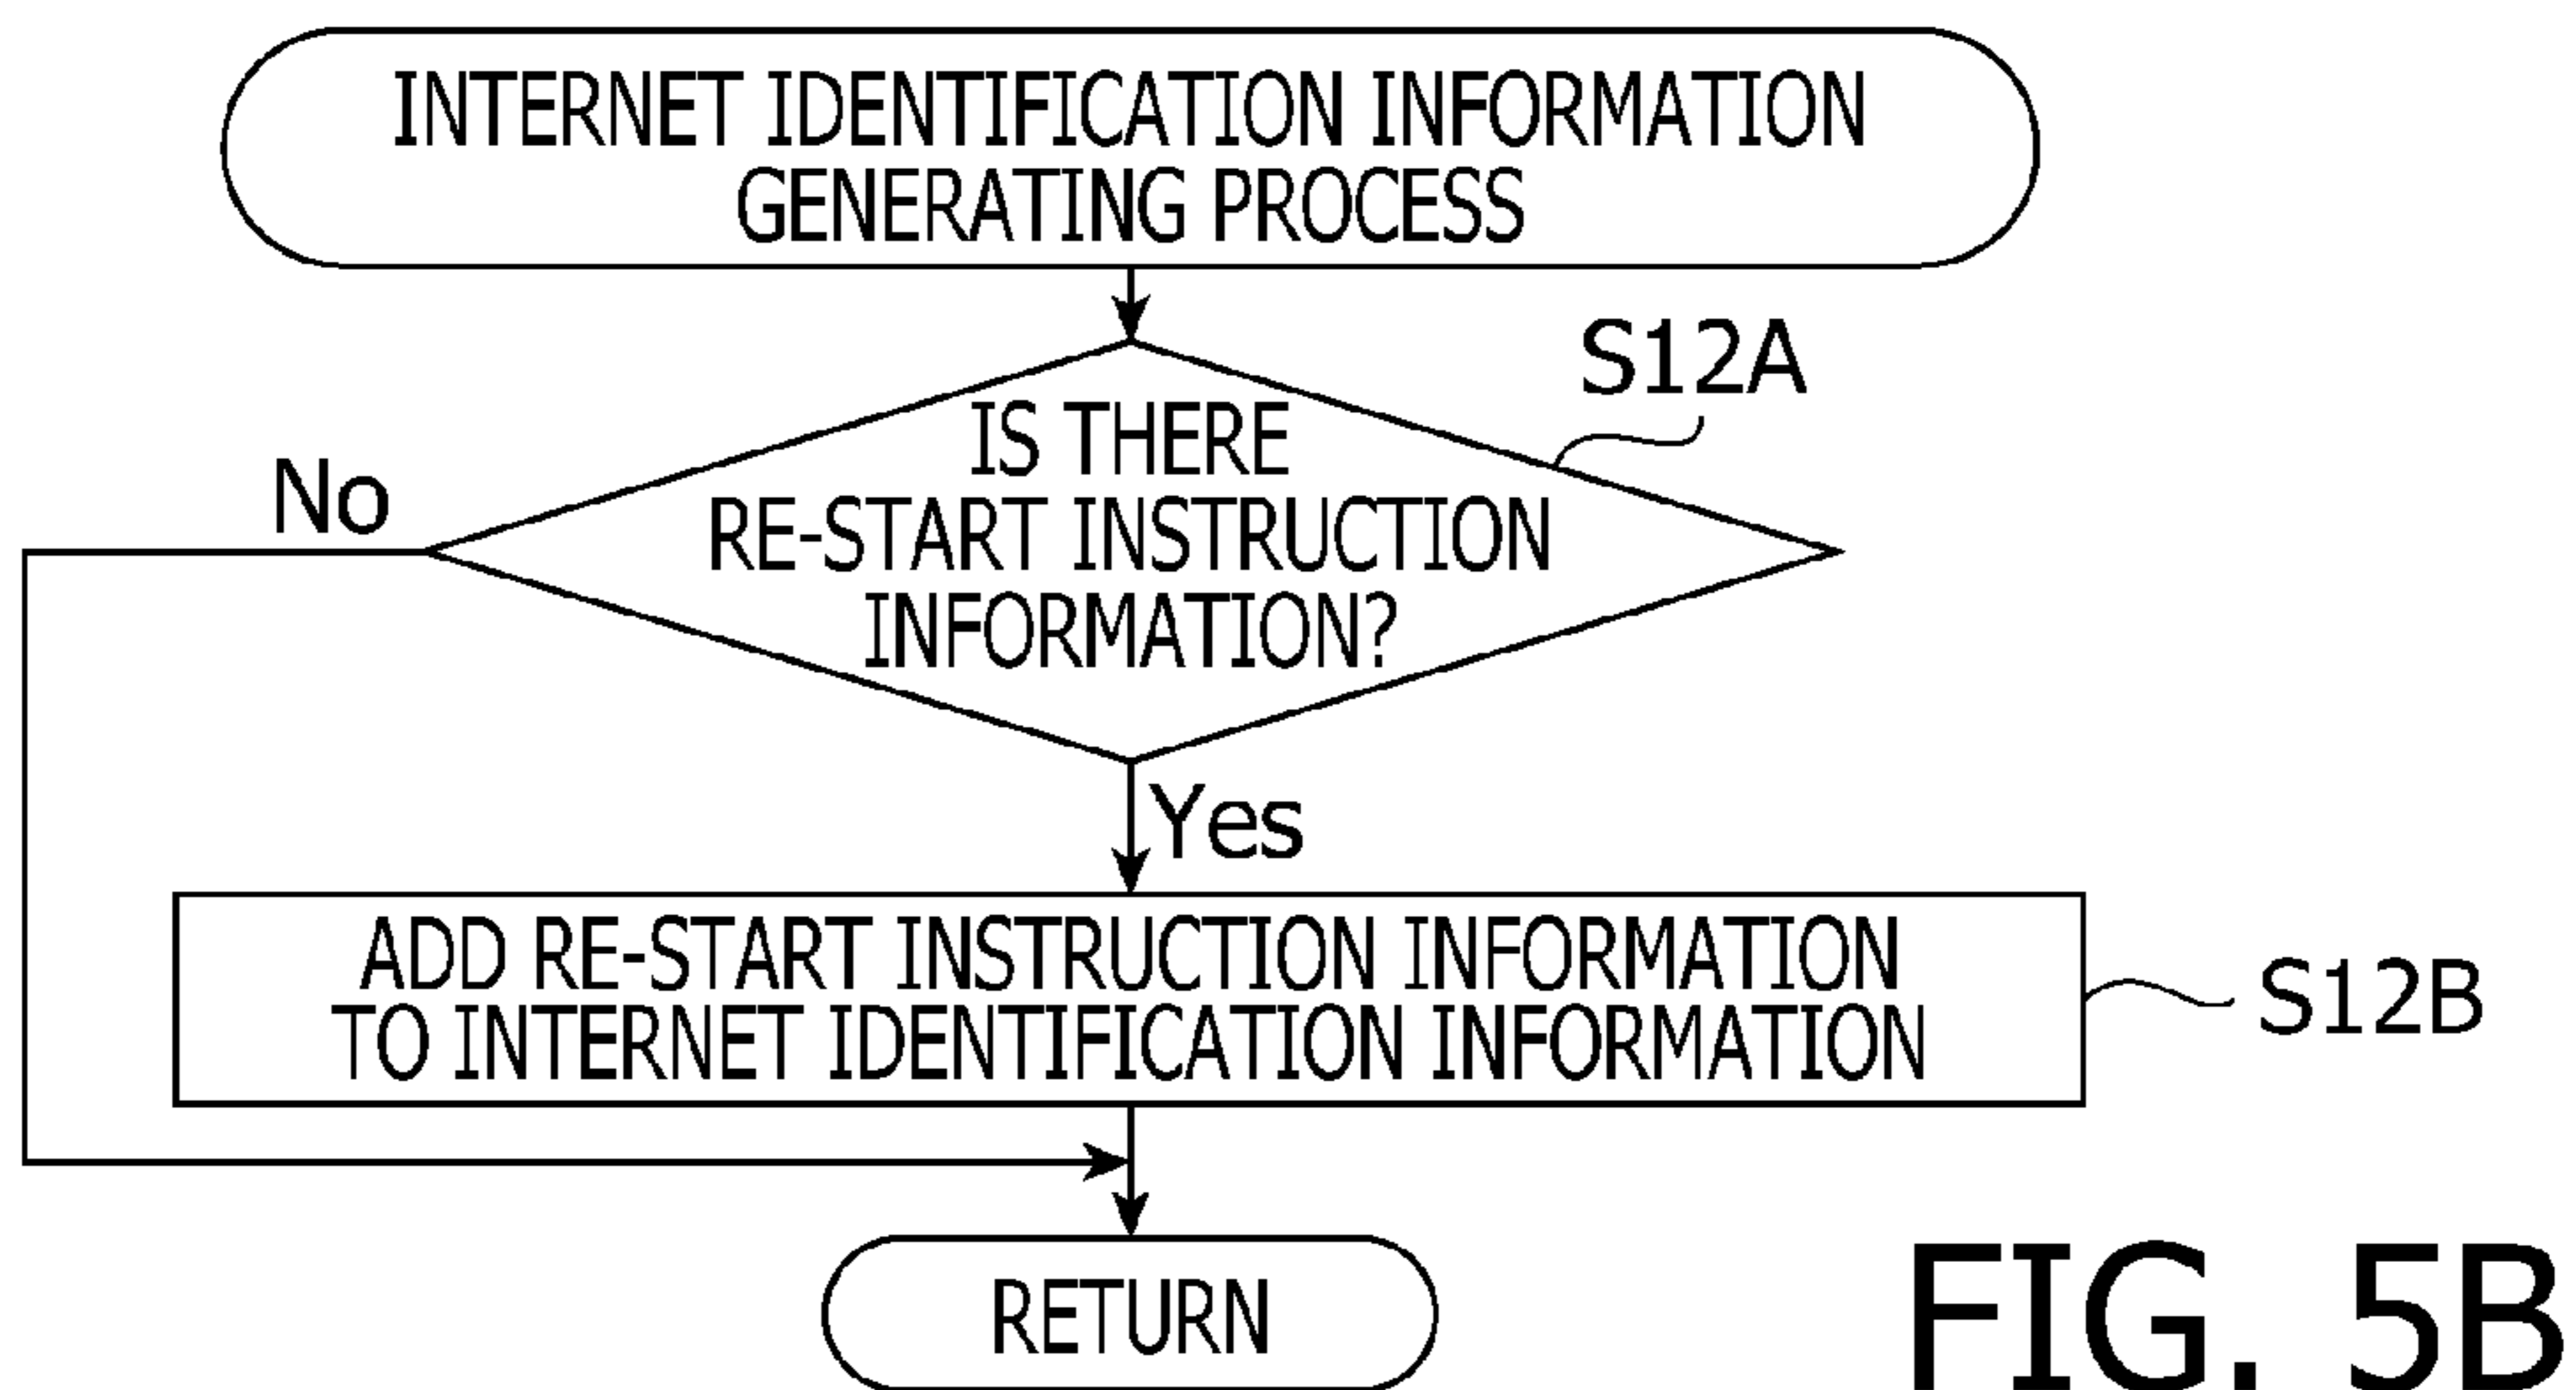 INTERNET IDENTIFICATION INFORMATION
GENERATING PROCESS
S12A
IS THERE
RE-START INSTRUCTION
INFORMATION?
No
Yes
ADD RE-START INSTRUCTION INFORMATION
TO INTERNET IDENTIFICATION INFORMATION
S12B
RETURN
FIG. 5B